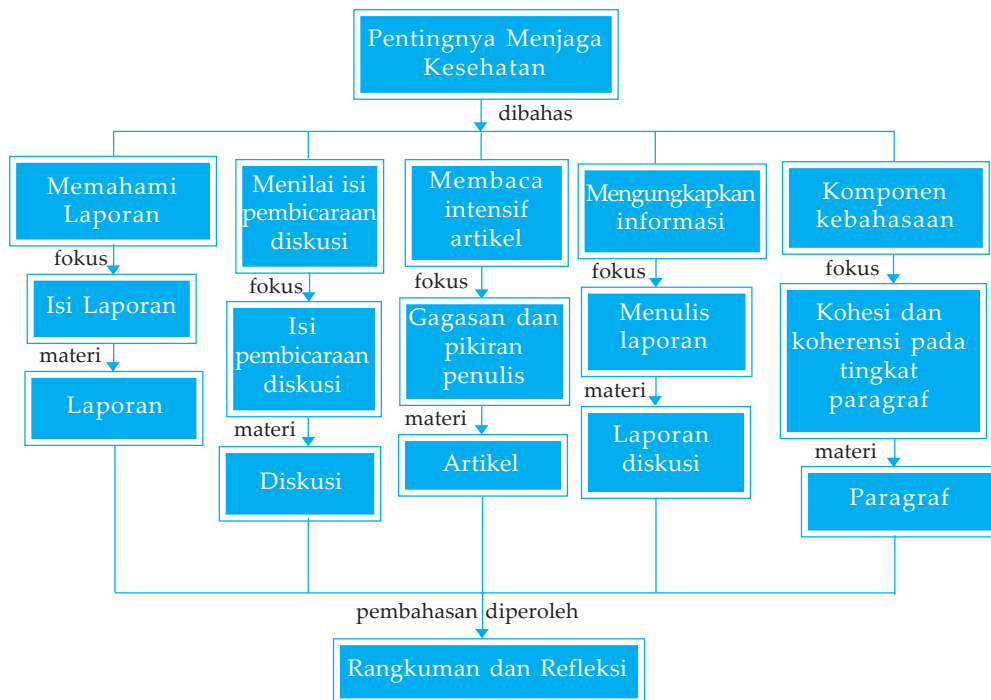 Pentingnya Menjaga
Kesehatan
dibahas
Memahami
Laporan
fokus
Isi Laporan
materi
Laporan
Menilai isi
pembicaraan
diskusi
fokus
Isi
pembicaraan
diskusi
materi
Diskusi
Membaca
intensif
artikel
fokus
Gagasan dan
pikiran
penulis
materi
Artikel
Mengungkapkan
informasi
fokus
Menulis
laporan
materi
Laporan
diskusi
Komponen
kebahasaan
fokus
Kohesi dan
koherensi pada
tingkat
paragraf
materi
Paragraf
pembahasan diperoleh
Rangkuman dan Refleksi